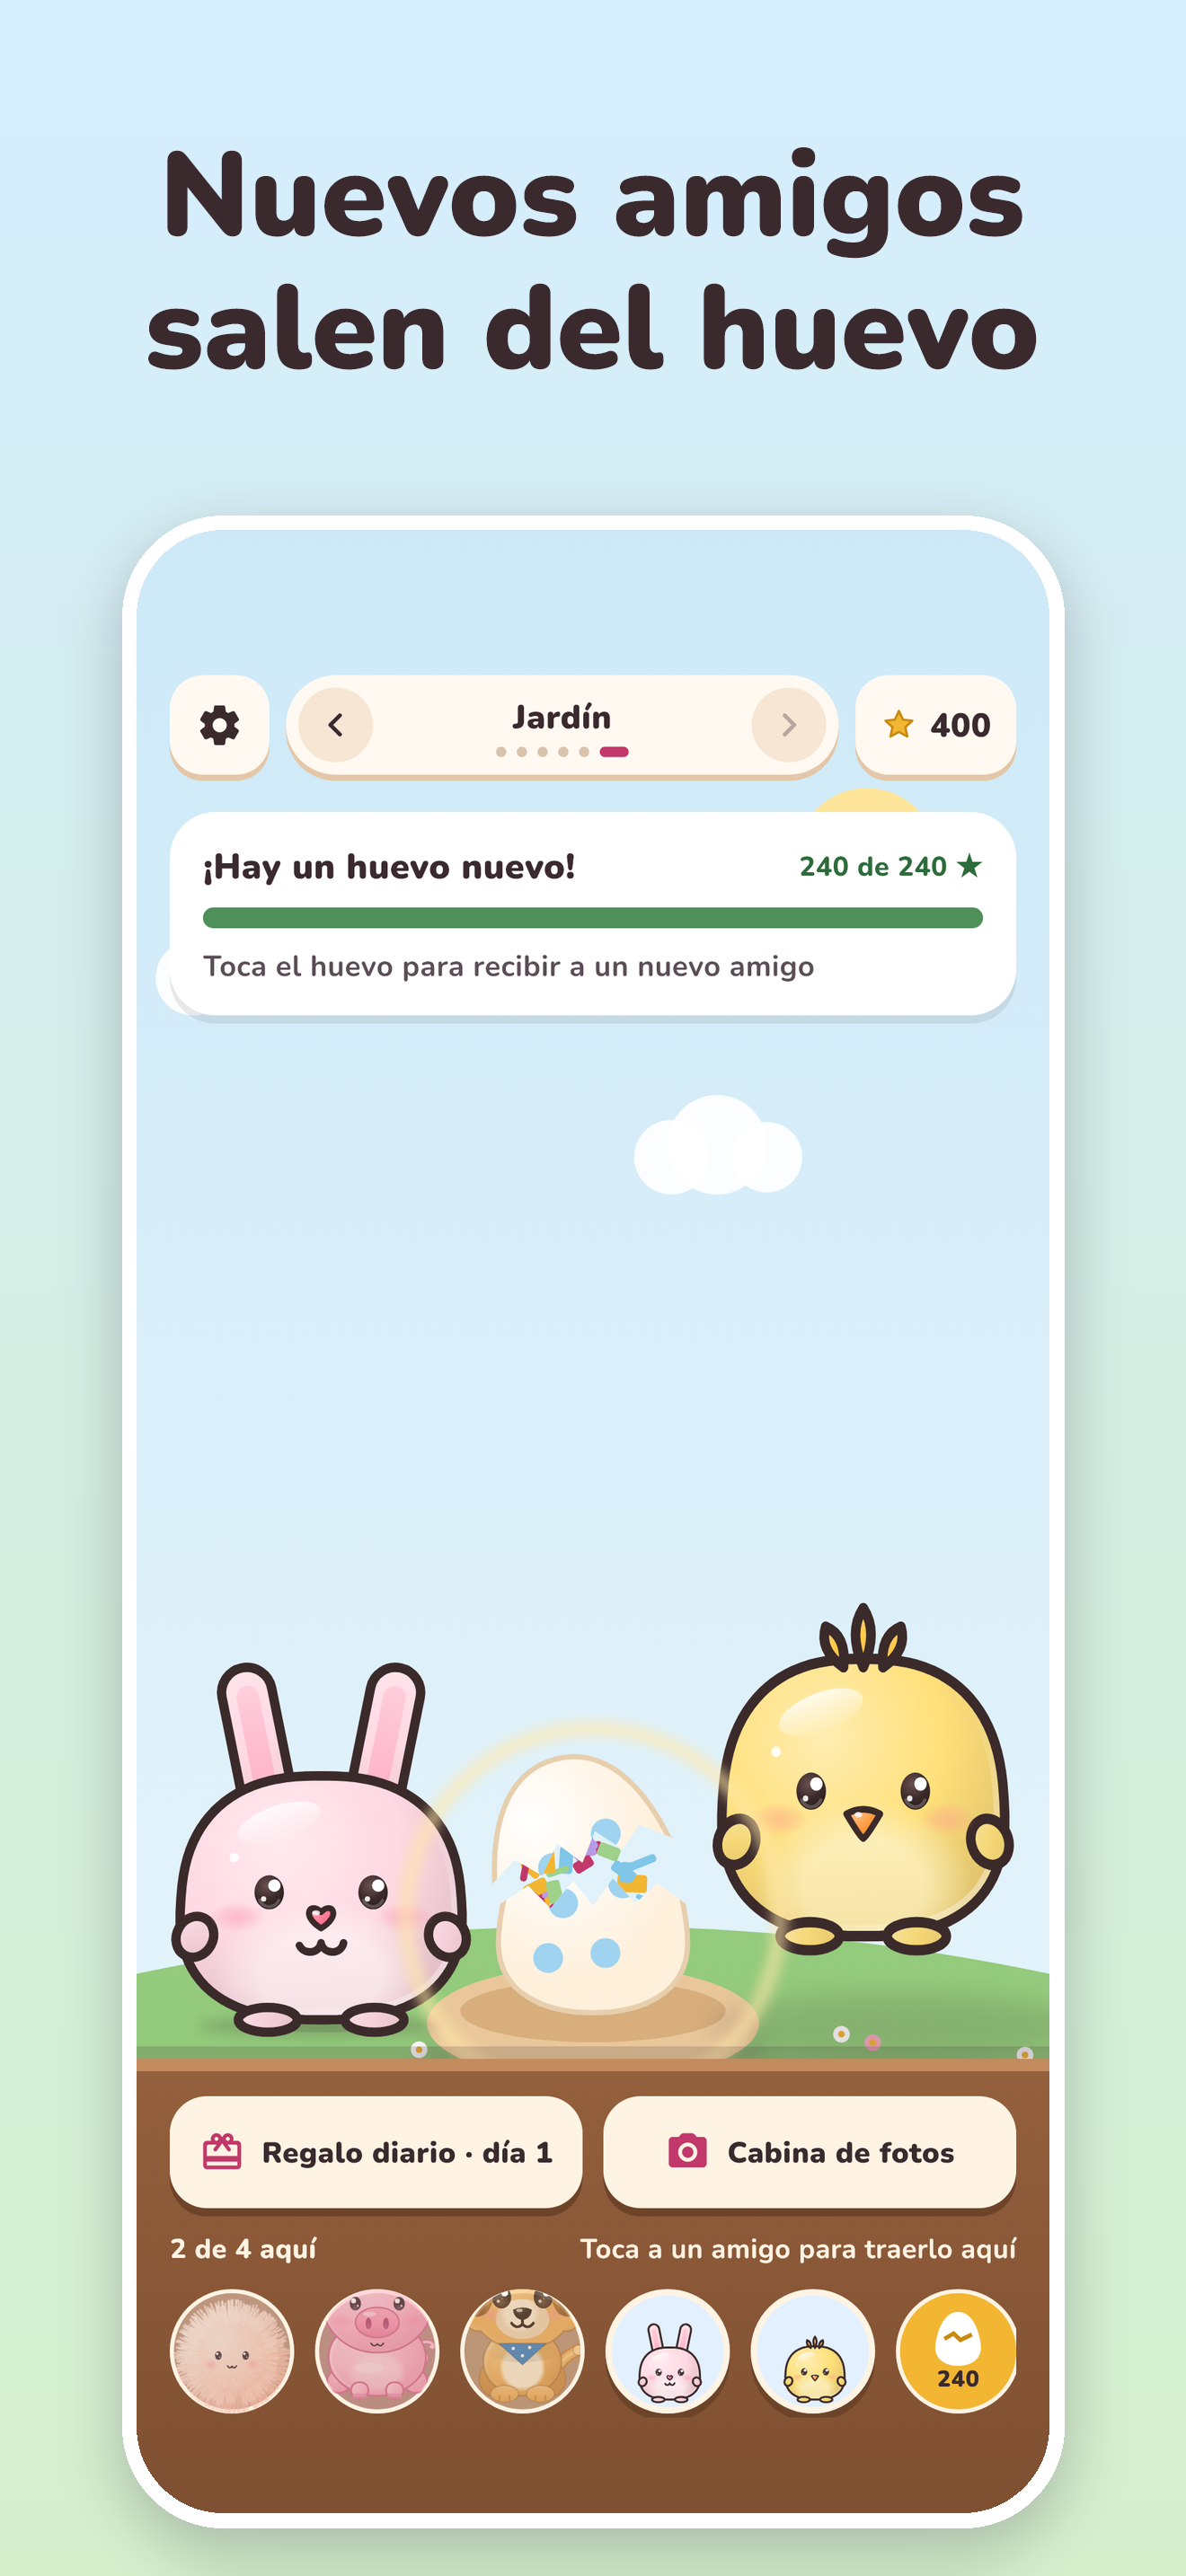 Nuevos amigos
salen del huevo
Jardín
400
¡Hay un huevo nuevo!
240 de 240 ★
Toca el huevo para recibir a un nuevo amigo
Regalo diario · día 1
Cabina de fotos
2 de 4 aquí
Toca a un amigo para traerlo aquí
240